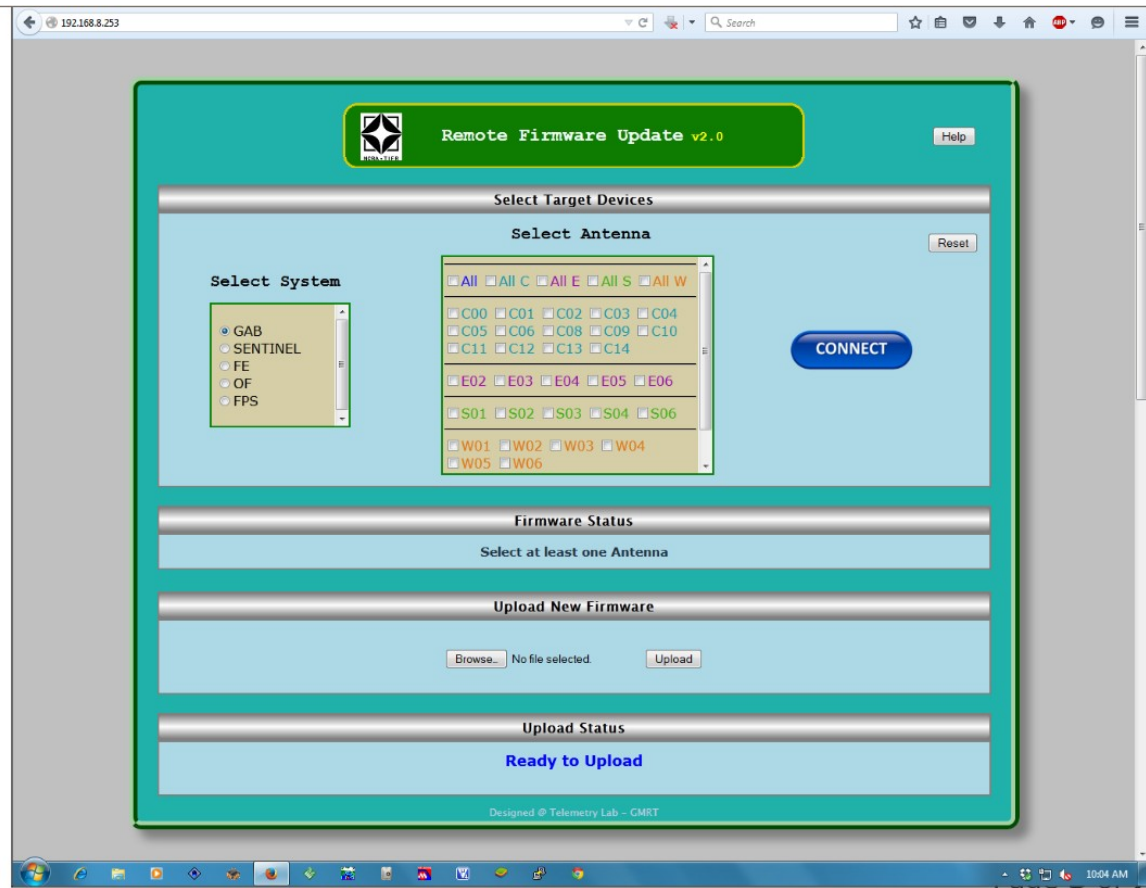 192.168.8.253
Search
ABP
NCRA•TIFR
Remote Firmware Update v2.0
Help
Select Target Devices
Select Antenna
Reset
Select System
All All C All E All S All W
GAB
SENTINEL
FE
OF
FPS
C00 C01 C02 C03 C04
C05 C06 C08 C09 C10
C11 C12 C13 C14
CONNECT
E02 E03 E04 E05 E06
S01 S02 S03 S04 S06
W01 W02 W03 W04
W05 W06
Firmware Status
Select at least one Antenna
Upload New Firmware
Browse... No file selected. Upload
Upload Status
Ready to Upload
Designed @ Telemetry Lab - GMRT
10:04 AM